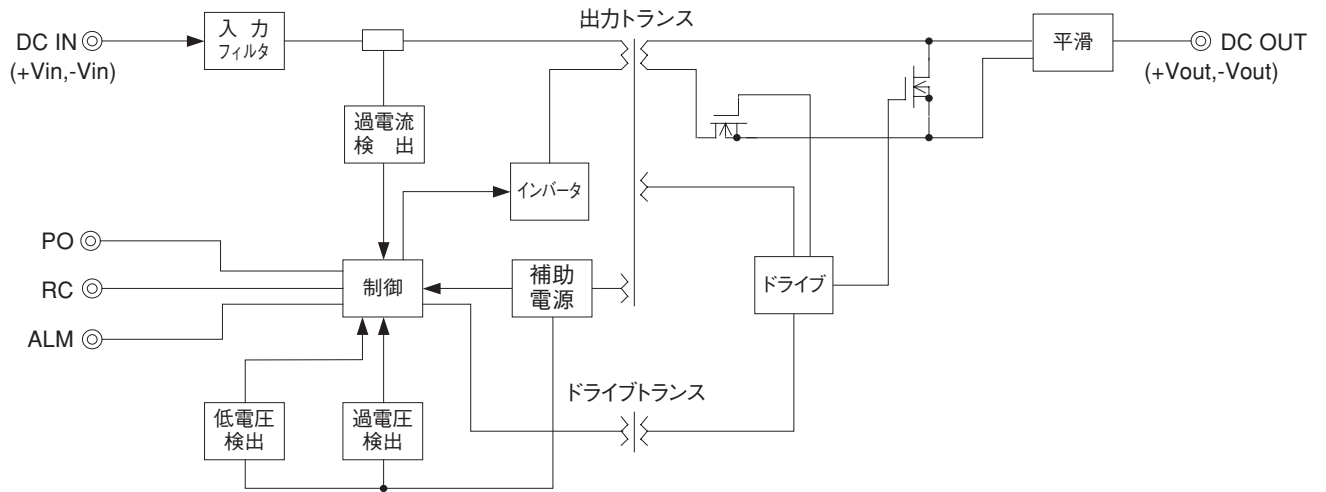 出力トランス
DC IN
(+Vin,-Vin)
入 力
フィルタ
平滑
DC OUT
(+Vout,-Vout)
過電流
検 出
インバータ
PO
RC
ALM
制御
補助
電源
ドライブ
ドライブトランス
低電圧
検出
過電圧
検出